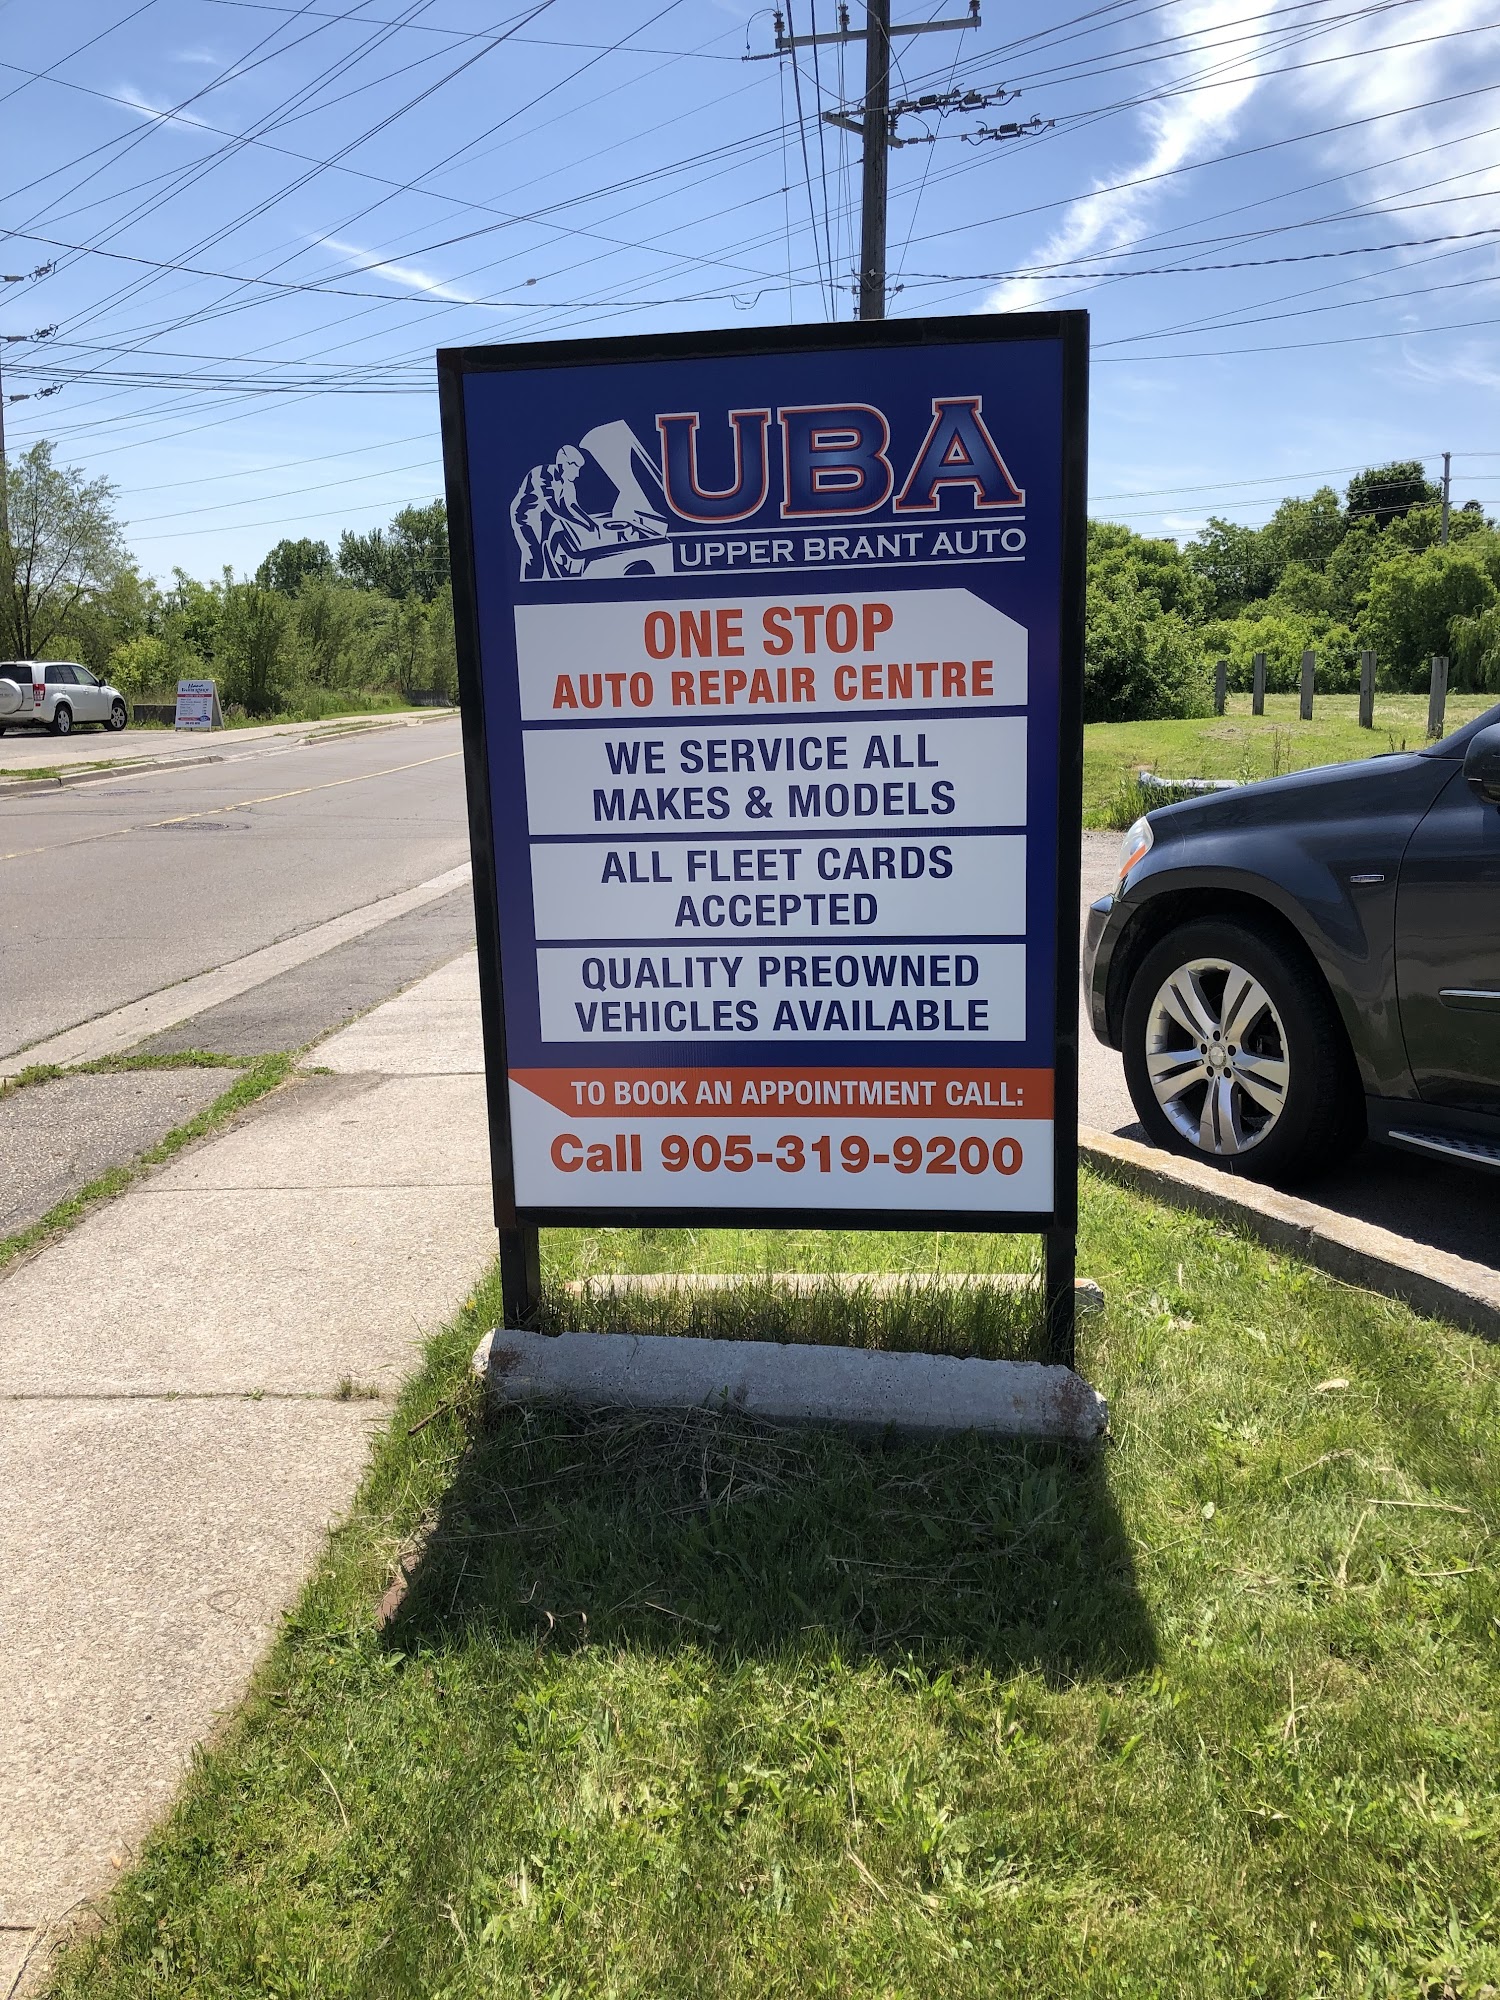 UBA
UPPER BRANT AUTO
ONE STOP
AUTO REPAIR CENTRE
WE SERVICE ALL
MAKES & MODELS
ALL FLEET CARDS
ACCEPTED
QUALITY PREOWNED
VEHICLES AVAILABLE
TO BOOK AN APPOINTMENT CALL:
Call 905-319-9200